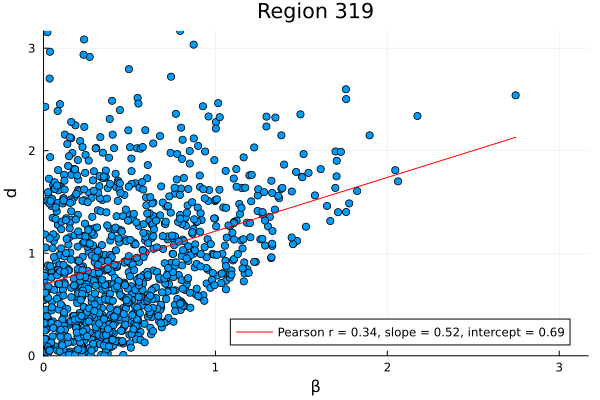 Region 319
3
2
1
0
d
0
1
2
3
β
Pearson r = 0.34, slope = 0.52, intercept = 0.69